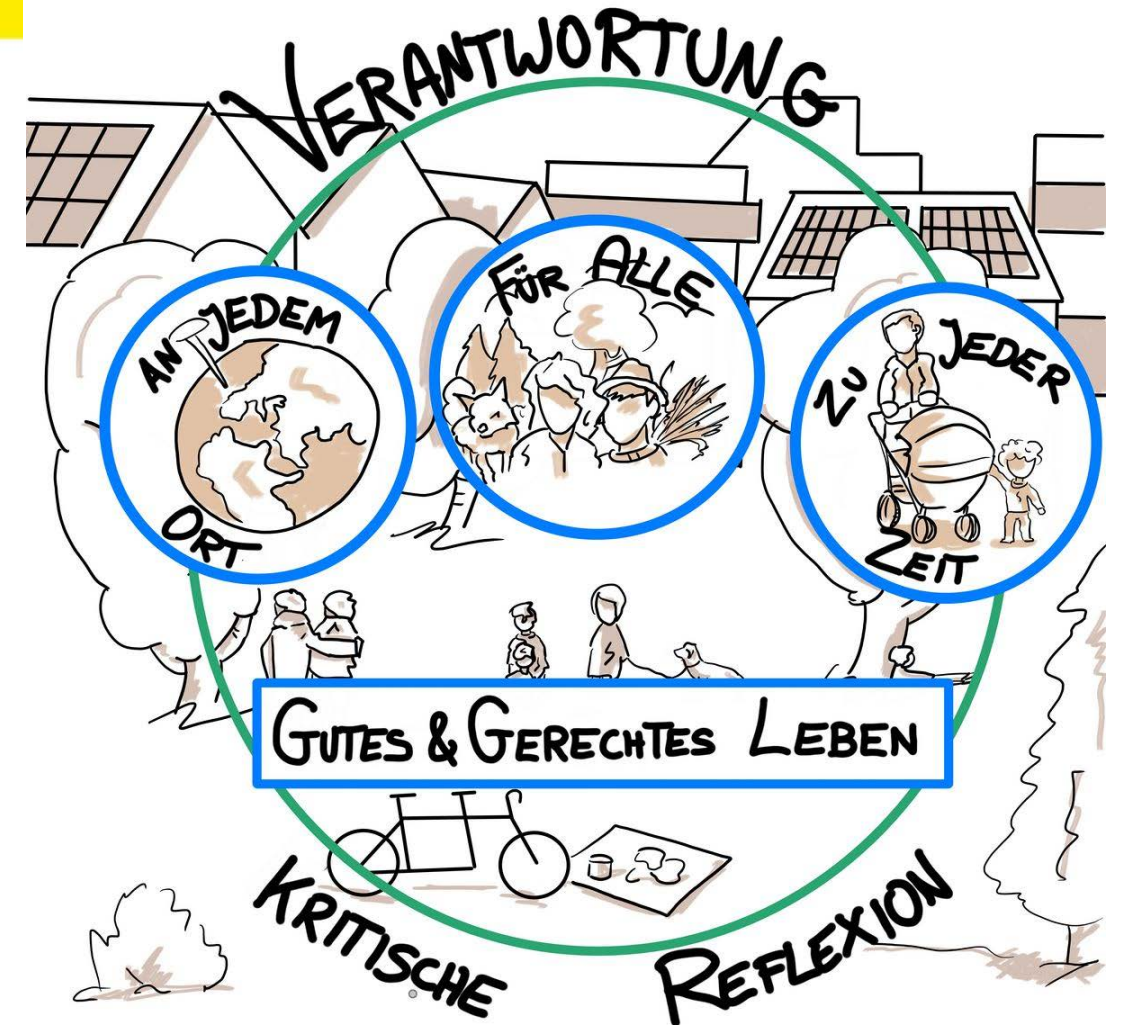 VERANTWORTUNG
AN JEDEM
ORT
FÜR ALLE
ZU JEDER
ZEIT
GUTES & GERECHTES LEBEN
KRITISCHE REFLEXION